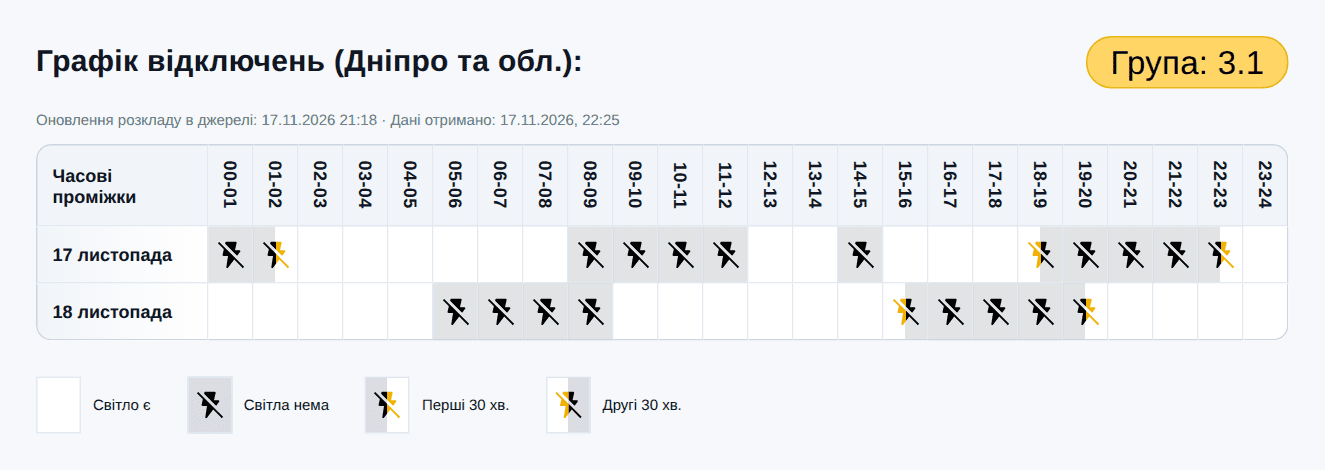 Графік відключень (Дніпро та обл.):
Група: 3.1
Оновлення розкладу в джерелі: 17.11.2026 21:18 · Дані отримано: 17.11.2026, 22:25
Часові
проміжки
00-01
01-02
02-03
03-04
04-05
05-06
06-07
07-08
08-09
09-10
10-11
11-12
12-13
13-14
14-15
15-16
16-17
17-18
18-19
19-20
20-21
21-22
22-23
23-24
17 листопада
18 листопада
Світло є
Світла нема
Перші 30 хв.
Другі 30 хв.